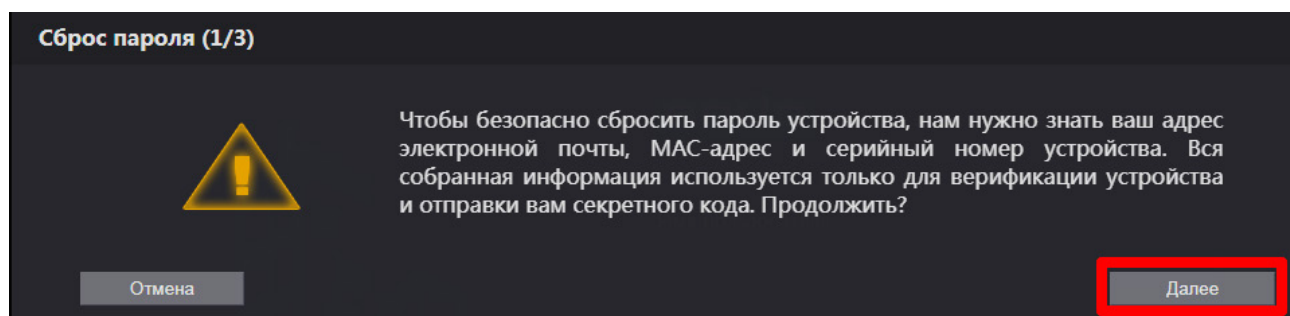 Сброс пароля (1/3)
Чтобы безопасно сбросить пароль устройства, нам нужно знать ваш адрес
электронной почты, MAC-адрес и серийный номер устройства. Вся
собранная информация используется только для верификации устройства
и отправки вам секретного кода. Продолжить?
Отмена
Далее